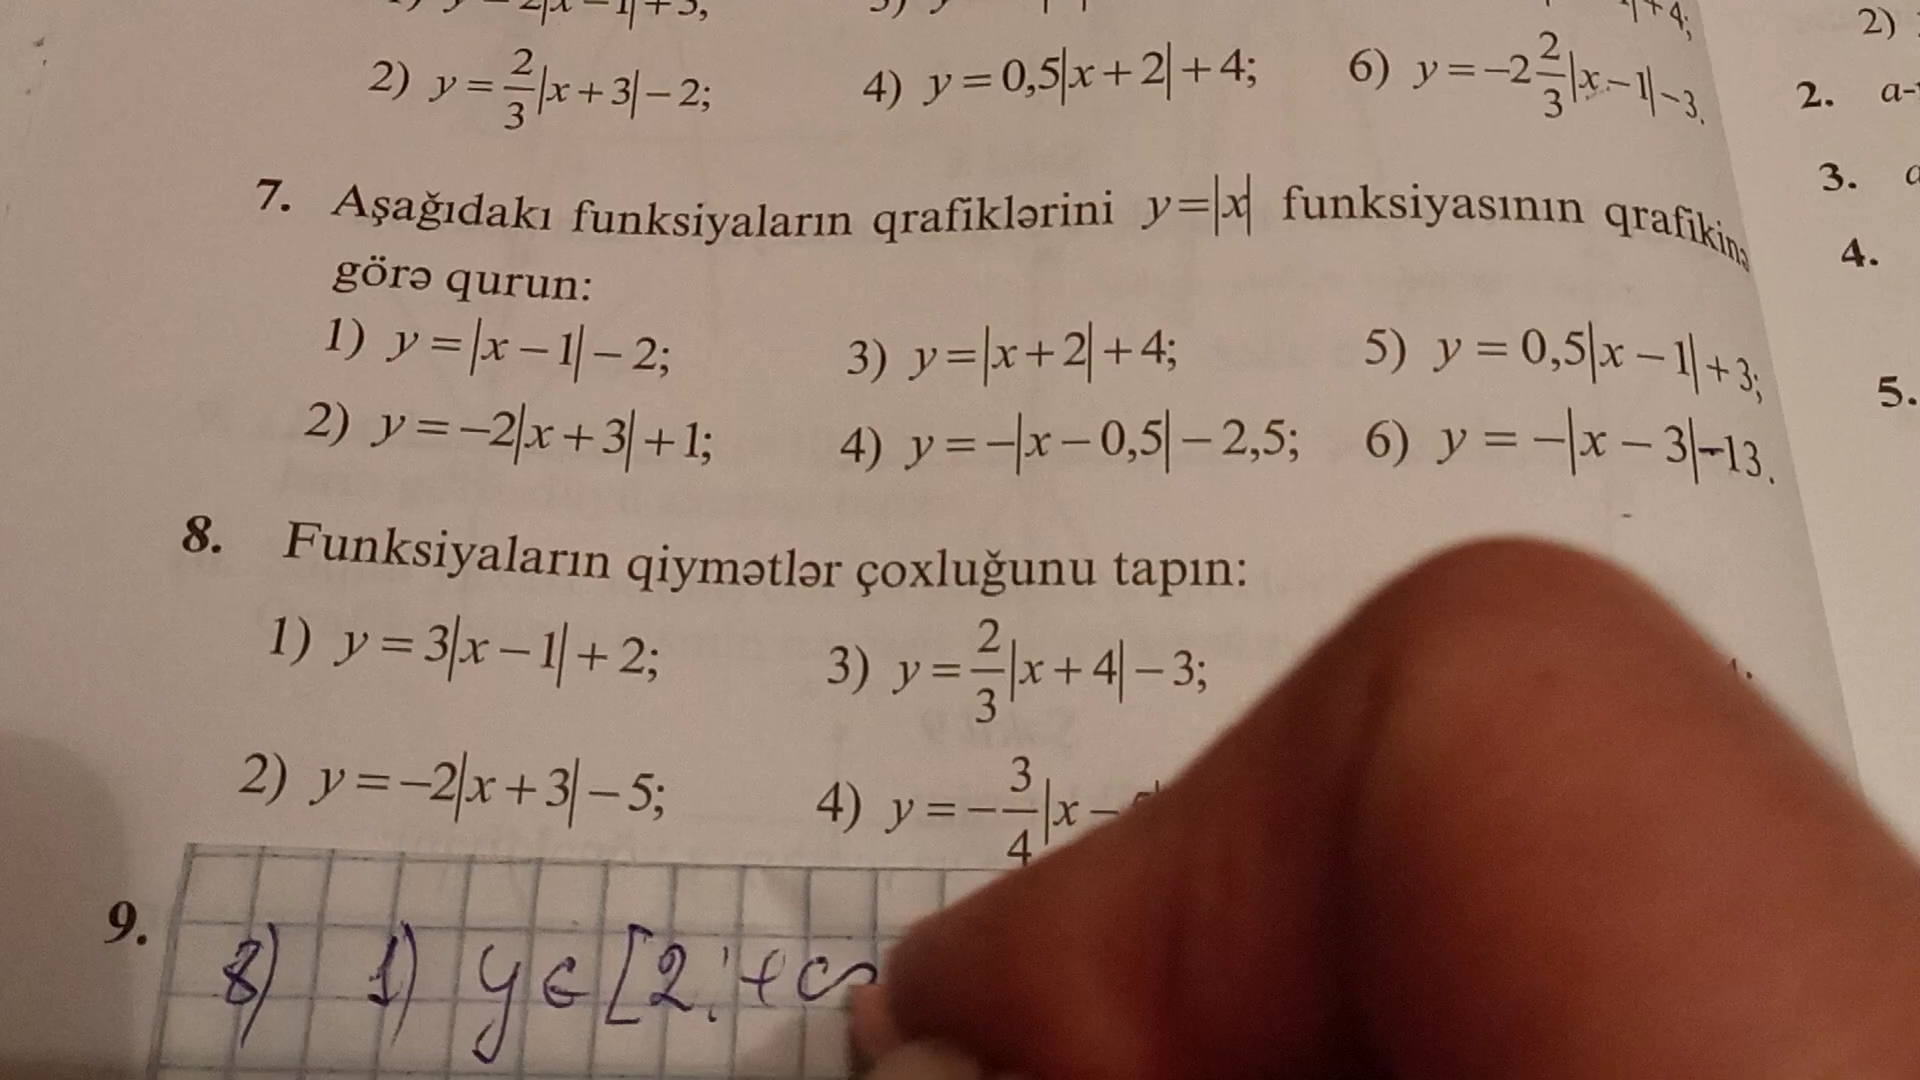 y = 2|x − 1| + 3;
2) y = 2/3|x + 3| − 2; 4) y = 0,5|x + 2| + 4; 6) y = −2 2/3|x − 1| − 3.
7. Aşağıdakı funksiyaların qrafiklərini y=|x| funksiyasının qrafikinə
görə qurun:
1) y = |x − 1| − 2; 3) y = |x + 2| + 4; 5) y = 0,5|x − 1| + 3;
2) y = −2|x + 3| + 1; 4) y = −|x − 0,5| − 2,5; 6) y = −|x − 3| − 13.
8. Funksiyaların qiymətlər çoxluğunu tapın:
1) y = 3|x − 1| + 2; 3) y = 2/3|x + 4| − 3;
2) y = −2|x + 3| − 5; 4) y = −3/4|x −
9.
8) 1) y ∈ [2; +∞
2)
2. a-
3.
4.
5.